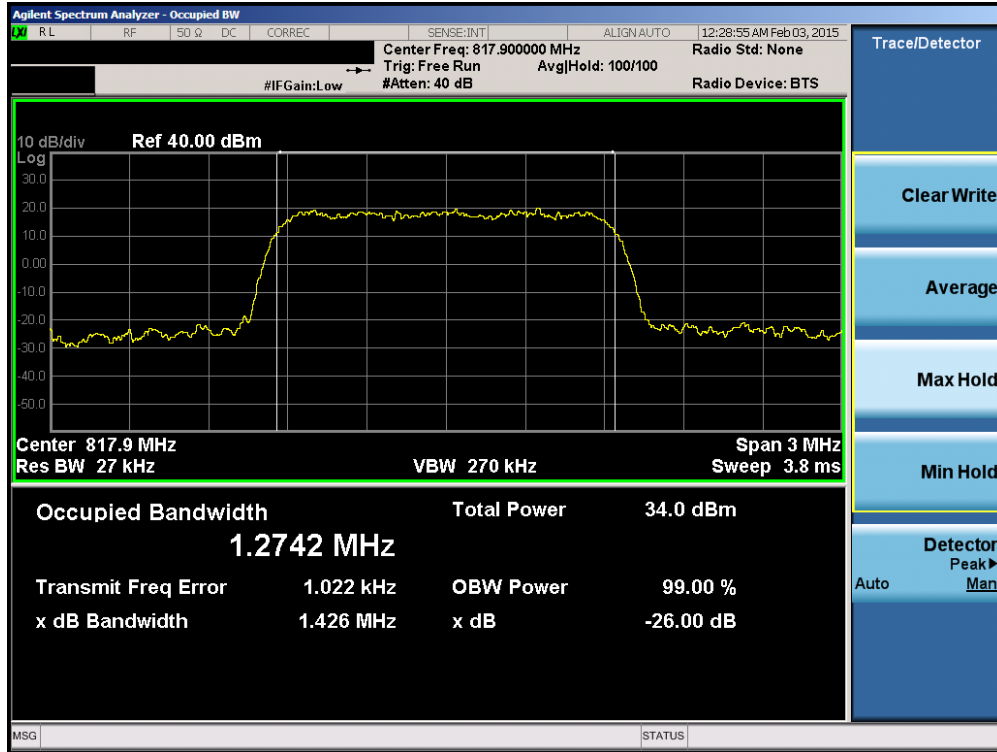 Agilent Spectrum Analyzer - Occupied BW
LXI RL RF 50 Ω DC CORREC SENSE:INT ALIGN AUTO 12:28:55 AM Feb 03, 2015
Center Freq: 817.900000 MHz Radio Std: None
Trig: Free Run Avg|Hold: 100/100
#IFGain:Low #Atten: 40 dB Radio Device: BTS
Trace/Detector
10 dB/div Ref 40.00 dBm
Log
30.0
20.0
10.0
0.00
-10.0
-20.0
-30.0
-40.0
-50.0
Center 817.9 MHz Span 3 MHz
Res BW 27 kHz VBW 270 kHz Sweep 3.8 ms
Occupied Bandwidth Total Power 34.0 dBm
1.2742 MHz
Transmit Freq Error 1.022 kHz OBW Power 99.00 %
x dB Bandwidth 1.426 MHz x dB -26.00 dB
Clear Write
Average
Max Hold
Min Hold
Detector
Peak▶
Auto Man
MSG STATUS